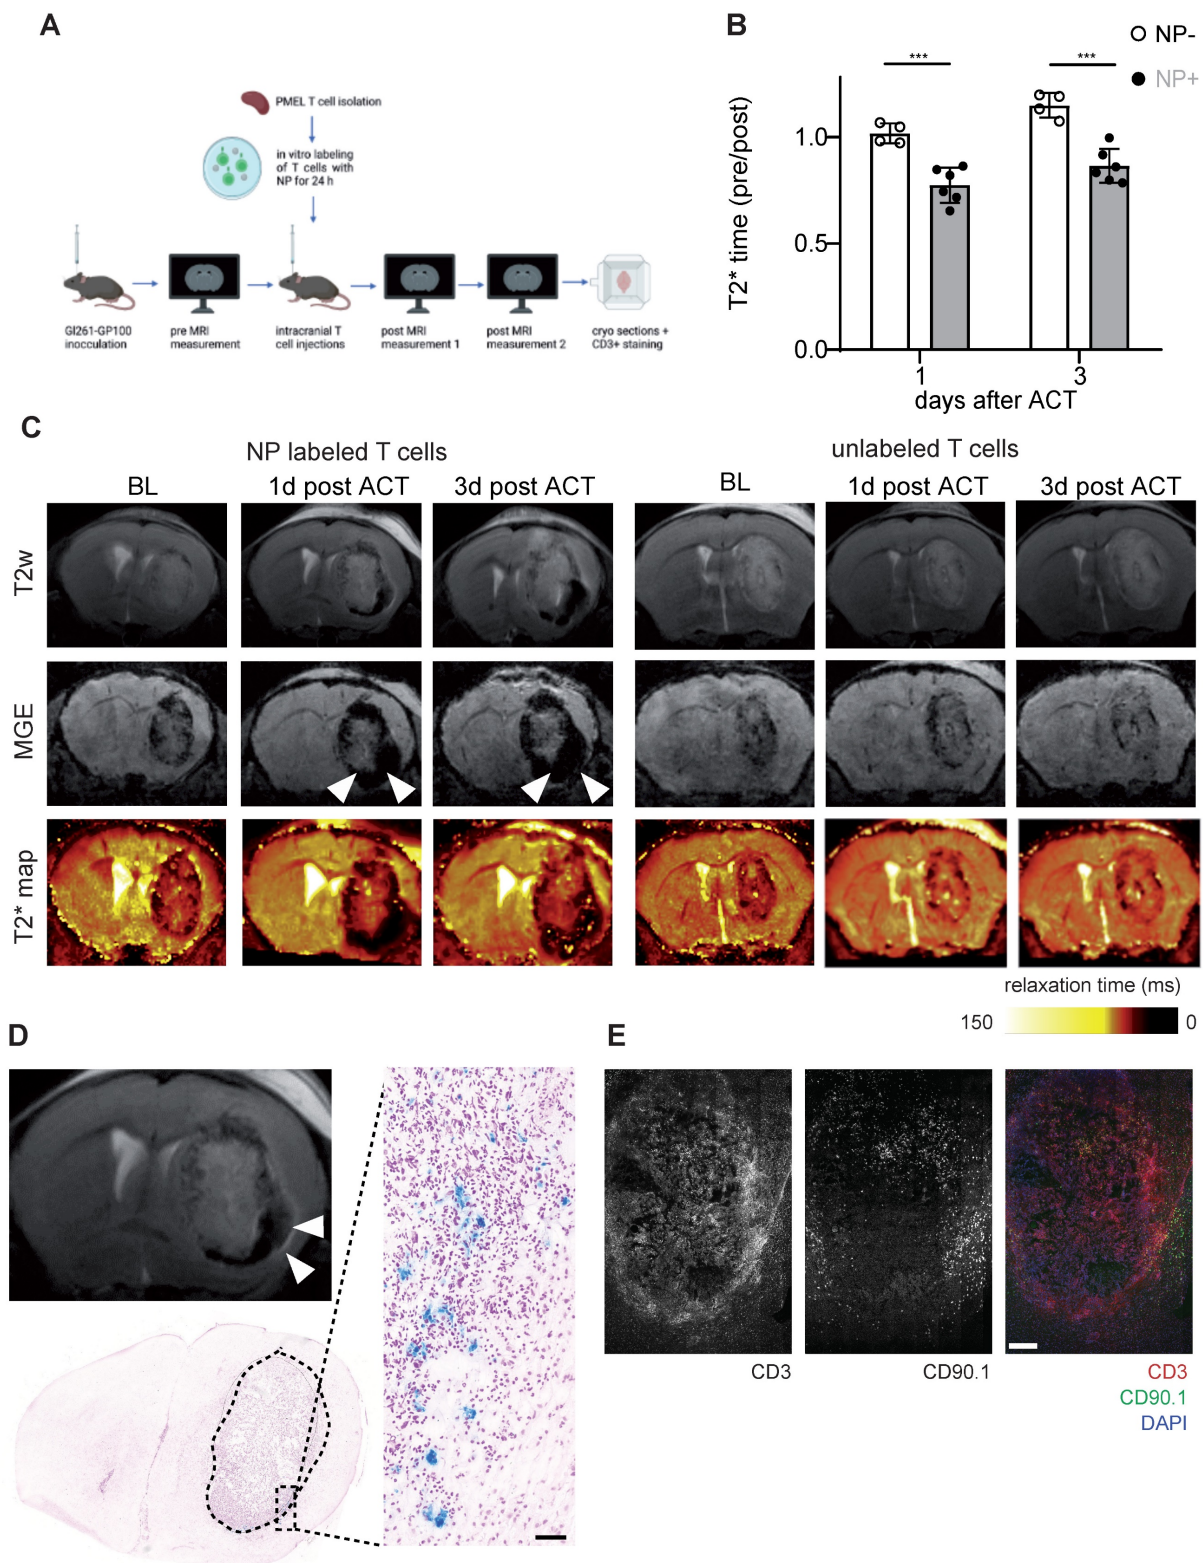 A
PMEL T cell isolation
in vitro labeling
of T cells with
NP for 24 h
Gl261-GP100
inocculation
pre MRI
measurement
intracranial T
cell injections
post MRI
measurement 1
post MRI
measurement 2
cryo sections +
CD3+ staining
B
NP-
NP+
***
***
T2* time (pre/post)
1.0
0.5
0.0
1
3
days after ACT
C
NP labeled T cells
unlabeled T cells
BL
1d post ACT
3d post ACT
BL
1d post ACT
3d post ACT
T2w
MGE
T2* map
relaxation time (ms)
150
0
D
E
CD3
CD90.1
CD3
CD90.1
DAPI